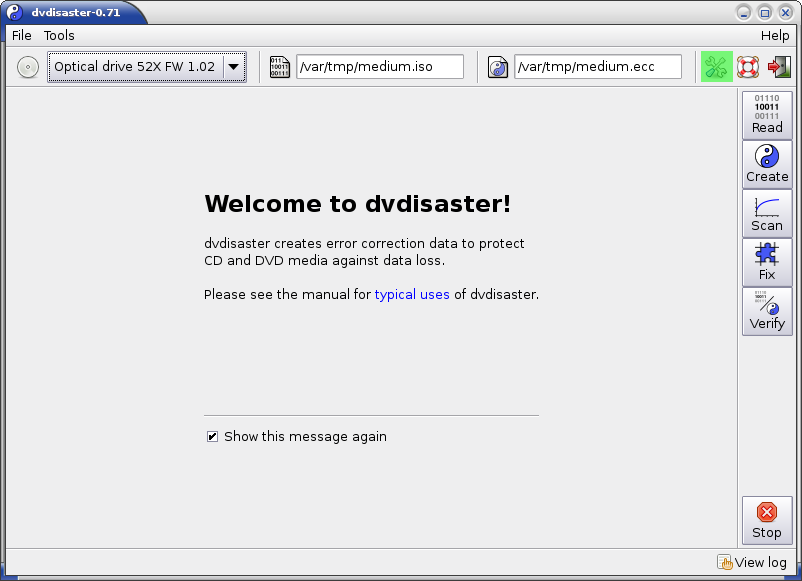 dvdisaster-0.71
File Tools Help
Optical drive 52X FW 1.02 /var/tmp/medium.iso /var/tmp/medium.ecc
01110
10011
00111
Read
Create
Scan
Fix
Verify
Welcome to dvdisaster!
dvdisaster creates error correction data to protect
CD and DVD media against data loss.
Please see the manual for typical uses of dvdisaster.
Show this message again
Stop
View log